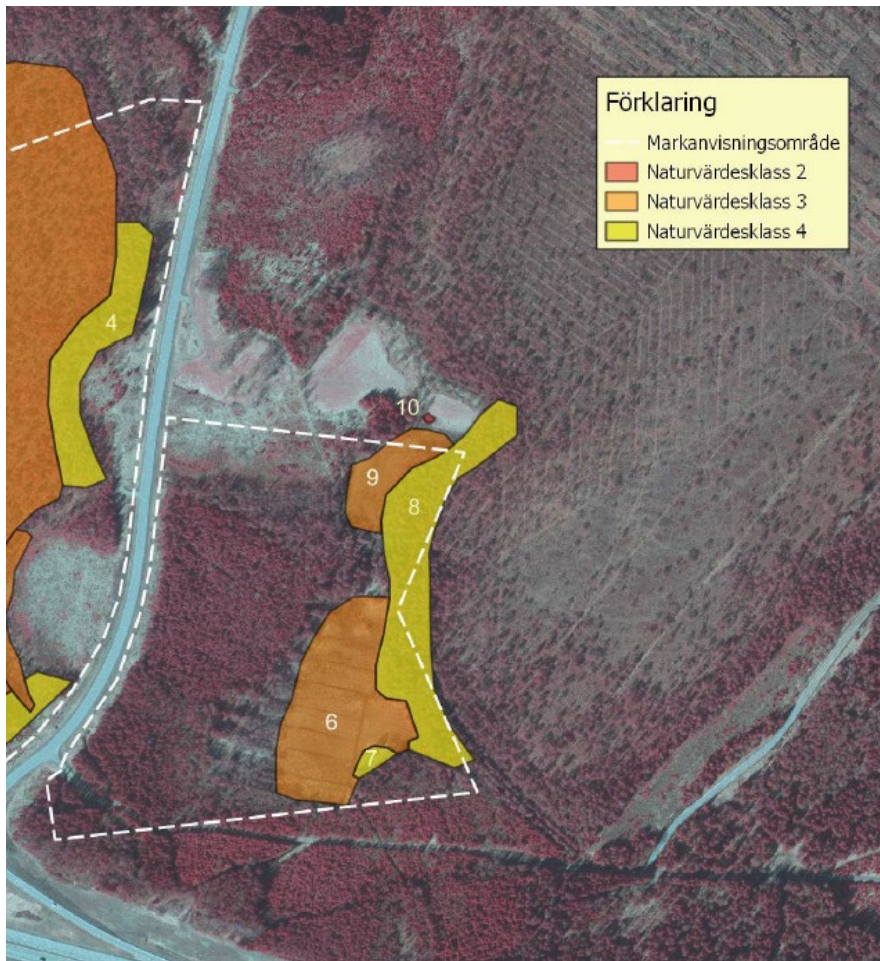 Förklaring
Markanvisningsområde
Naturvärdesklass 2
Naturvärdesklass 3
Naturvärdesklass 4
4
10
9
8
6
7